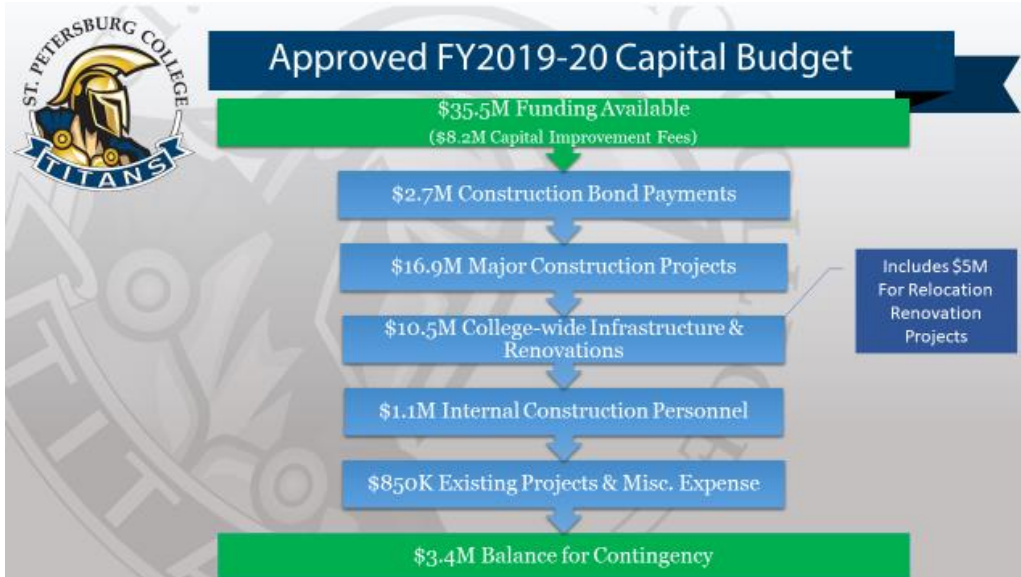 ST. PETERSBURG COLLEGE
TITANS
Approved FY2019-20 Capital Budget
$35.5M Funding Available
($8.2M Capital Improvement Fees)
$2.7M Construction Bond Payments
$16.9M Major Construction Projects
Includes $5M
For Relocation
Renovation
Projects
$10.5M College-wide Infrastructure &
Renovations
$1.1M Internal Construction Personnel
$850K Existing Projects & Misc. Expense
$3.4M Balance for Contingency